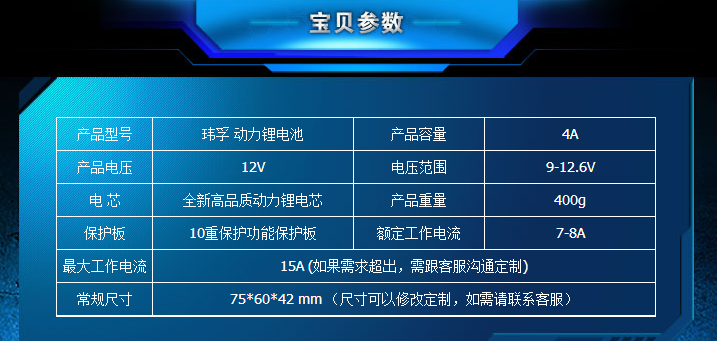 宝贝参数
产品型号 玮孚 动力锂电池 产品容量 4A
产品电压 12V 电压范围 9-12.6V
电 芯 全新高品质动力锂电芯 产品重量 400g
保护板 10重保护功能保护板 额定工作电流 7-8A
最大工作电流 15A (如果需求超出，需跟客服沟通定制)
常规尺寸 75*60*42 mm （尺寸可以修改定制，如需请联系客服）